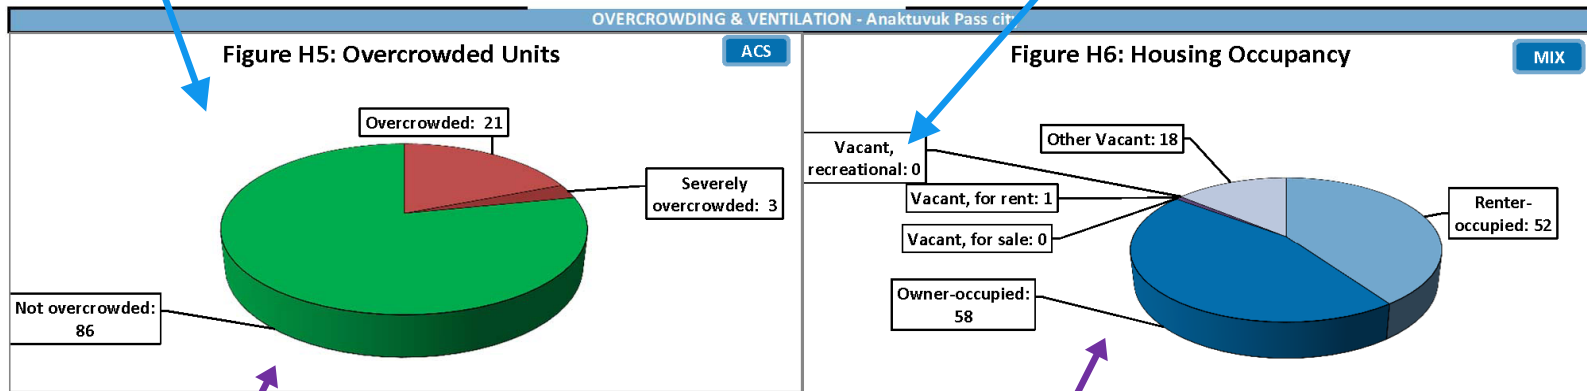 OVERCROWDING & VENTILATION - Anaktuvuk Pass city
Figure H5: Overcrowded Units
ACS
Overcrowded: 21
Severely
overcrowded: 3
Not overcrowded:
86
Figure H6: Housing Occupancy
MIX
Vacant,
recreational: 0
Other Vacant: 18
Vacant, for rent: 1
Renter-
occupied: 52
Vacant, for sale: 0
Owner-occupied:
58